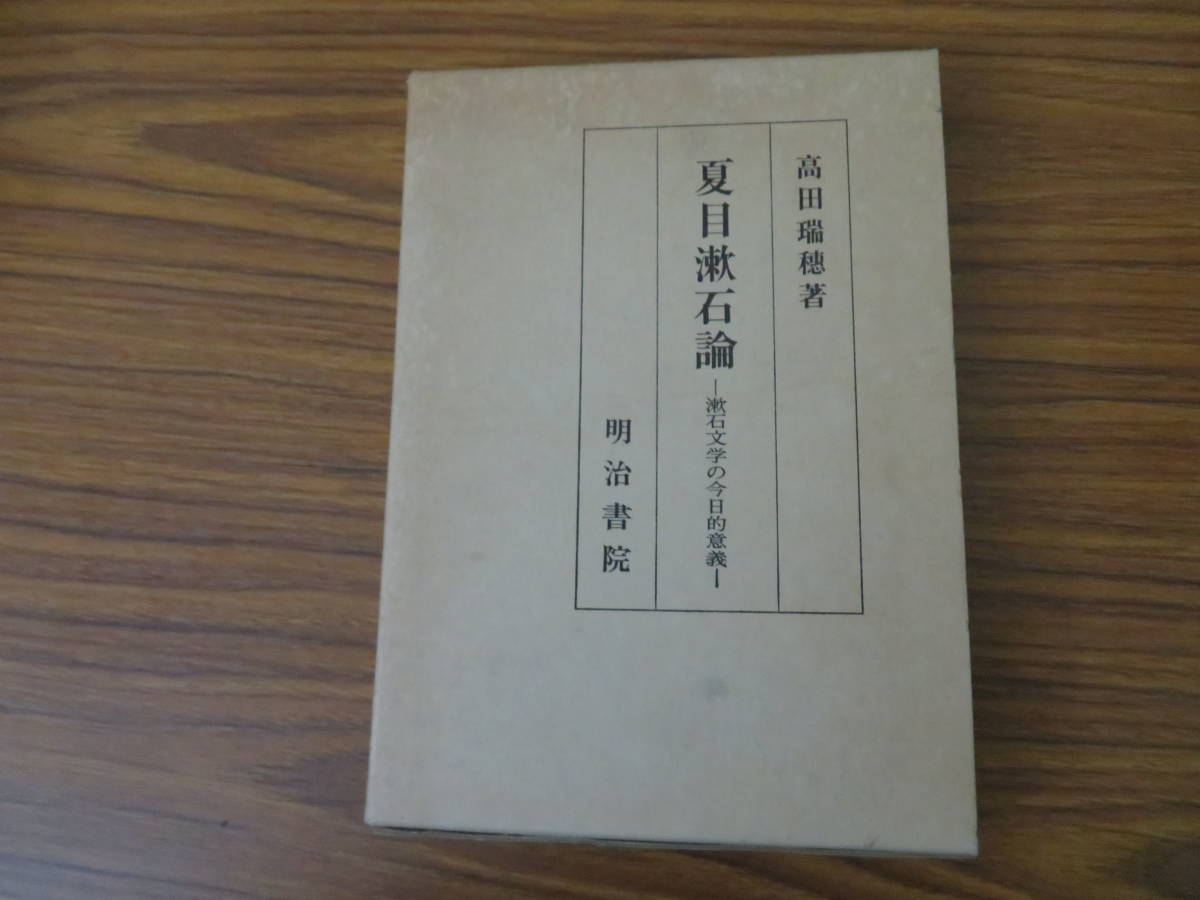 高田瑞穂著
夏目漱石論
―漱石文学の今日的意義―
明治書院